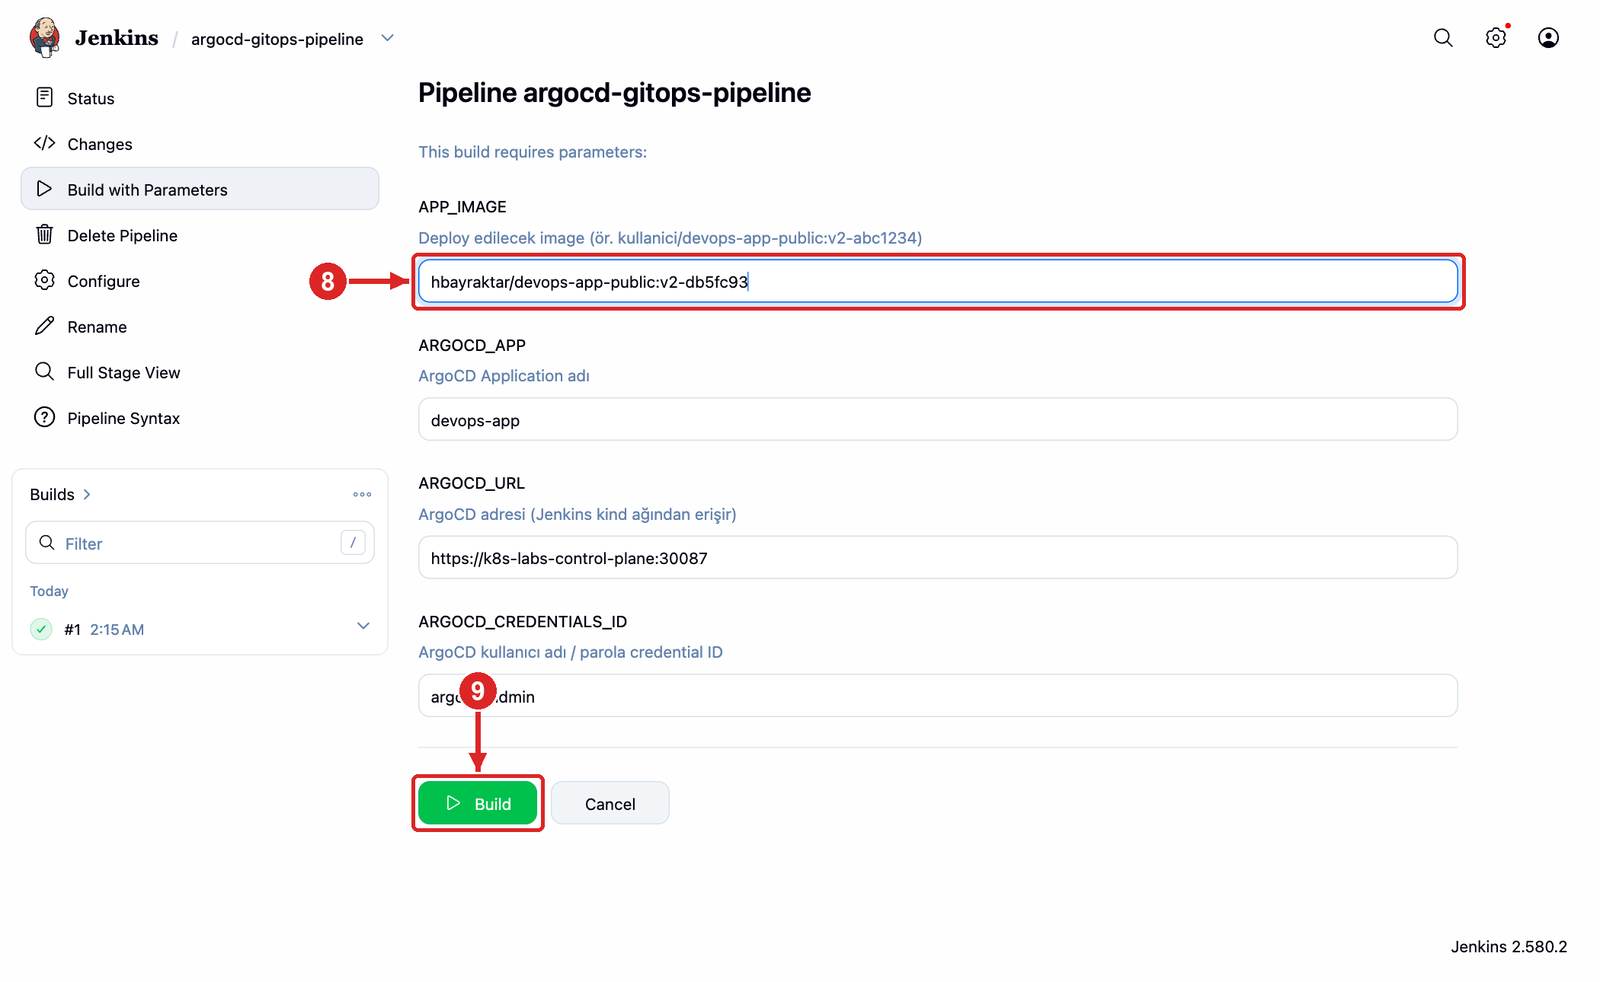 Jenkins / argocd-gitops-pipeline
Status
Changes
Build with Parameters
Delete Pipeline
Configure
Rename
Full Stage View
Pipeline Syntax
Builds
Filter /
Today
#1 2:15 AM
Pipeline argocd-gitops-pipeline
This build requires parameters:
APP_IMAGE
Deploy edilecek image (ör. kullanici/devops-app-public:v2-abc1234)
8
hbayraktar/devops-app-public:v2-db5fc93
ARGOCD_APP
ArgoCD Application adı
devops-app
ARGOCD_URL
ArgoCD adresi (Jenkins kind ağından erişir)
https://k8s-labs-control-plane:30087
ARGOCD_CREDENTIALS_ID
ArgoCD kullanıcı adı / parola credential ID
9
Build
Cancel
Jenkins 2.580.2